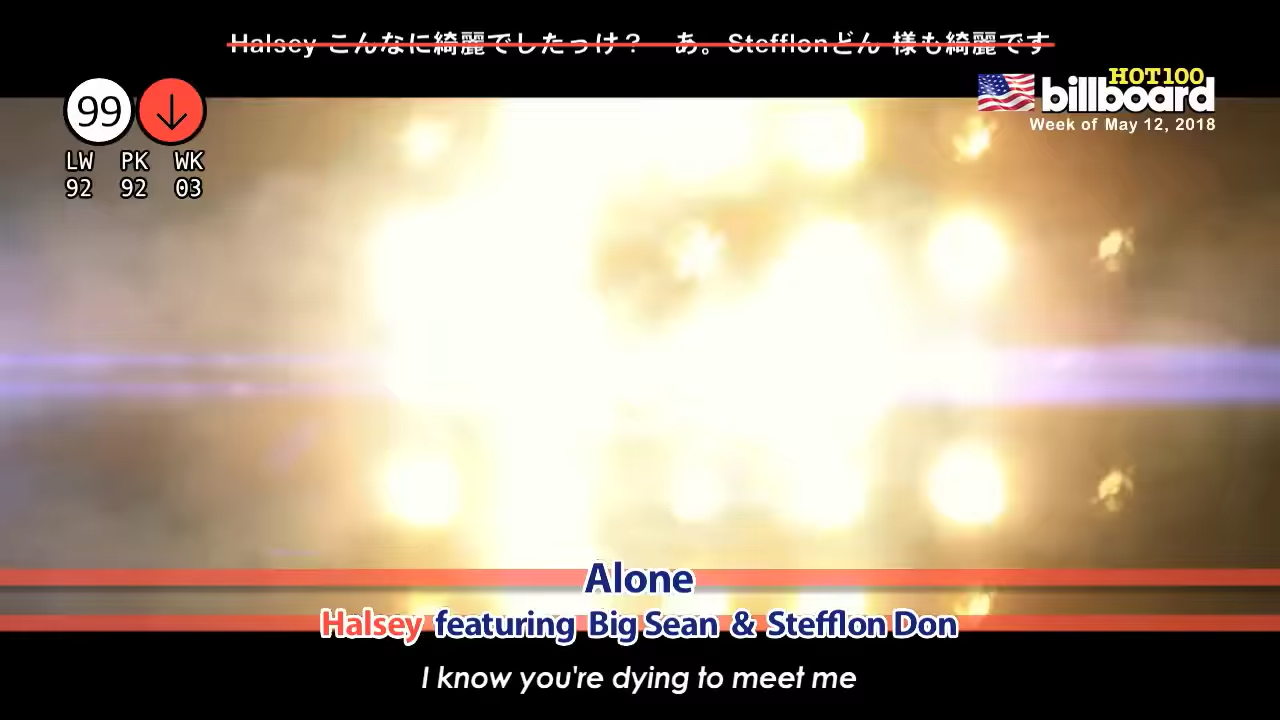 Halsey こんなに綺麗でしたっけ？ あ。Stefflonどん 様も綺麗です
99 ↓
LW PK WK
92 92 03
HOT100
billboard
Week of May 12, 2018
Alone
Halsey featuring Big Sean & Stefflon Don
I know you're dying to meet me